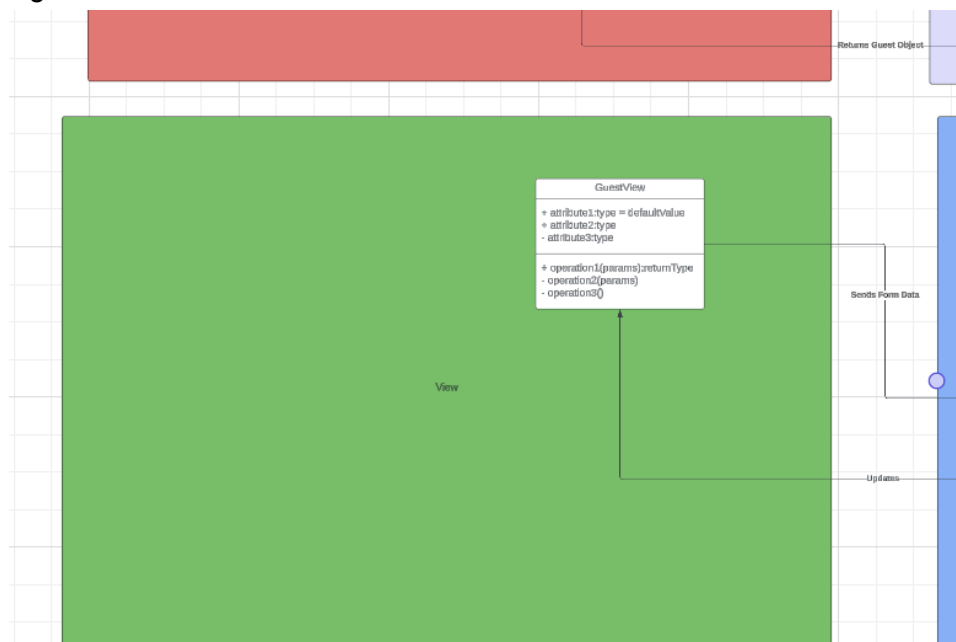 Returns Guest Object
GuestView
+ attribute1:type = defaultValue
+ attribute2:type
- attribute3:type
+ operation1(params):returnType
- operation2(params)
- operation3()
Sends Form Data
View
Updates